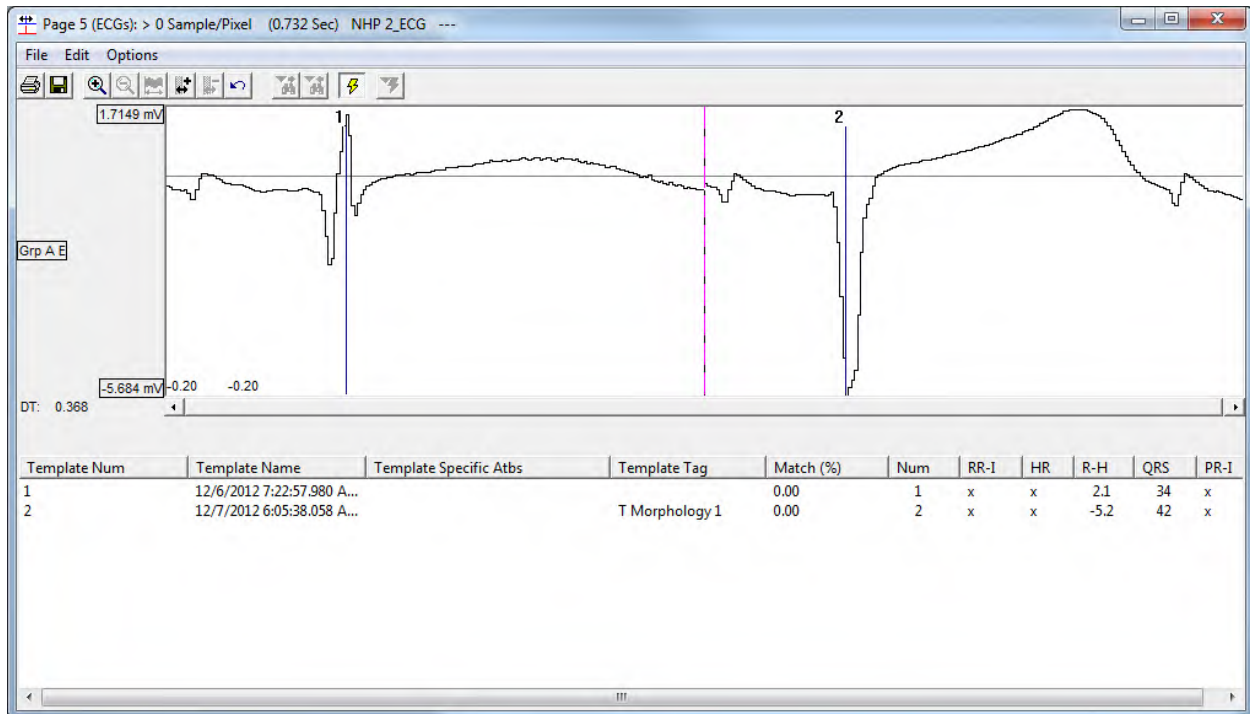 Page 5 (ECGs): > 0 Sample/Pixel (0.732 Sec) NHP 2_ECG ---
File Edit Options
1.7149 mV
1 2
Grp A E
-5.684 mV -0.20 -0.20
DT: 0.368
Template Num Template Name Template Specific Atbs Template Tag Match (%) Num RR-I HR R-H QRS PR-I
1 12/6/2012 7:22:57.980 A... 0.00 1 x x 2.1 34 x
2 12/7/2012 6:05:38.058 A... T Morphology 1 0.00 2 x x -5.2 42 x